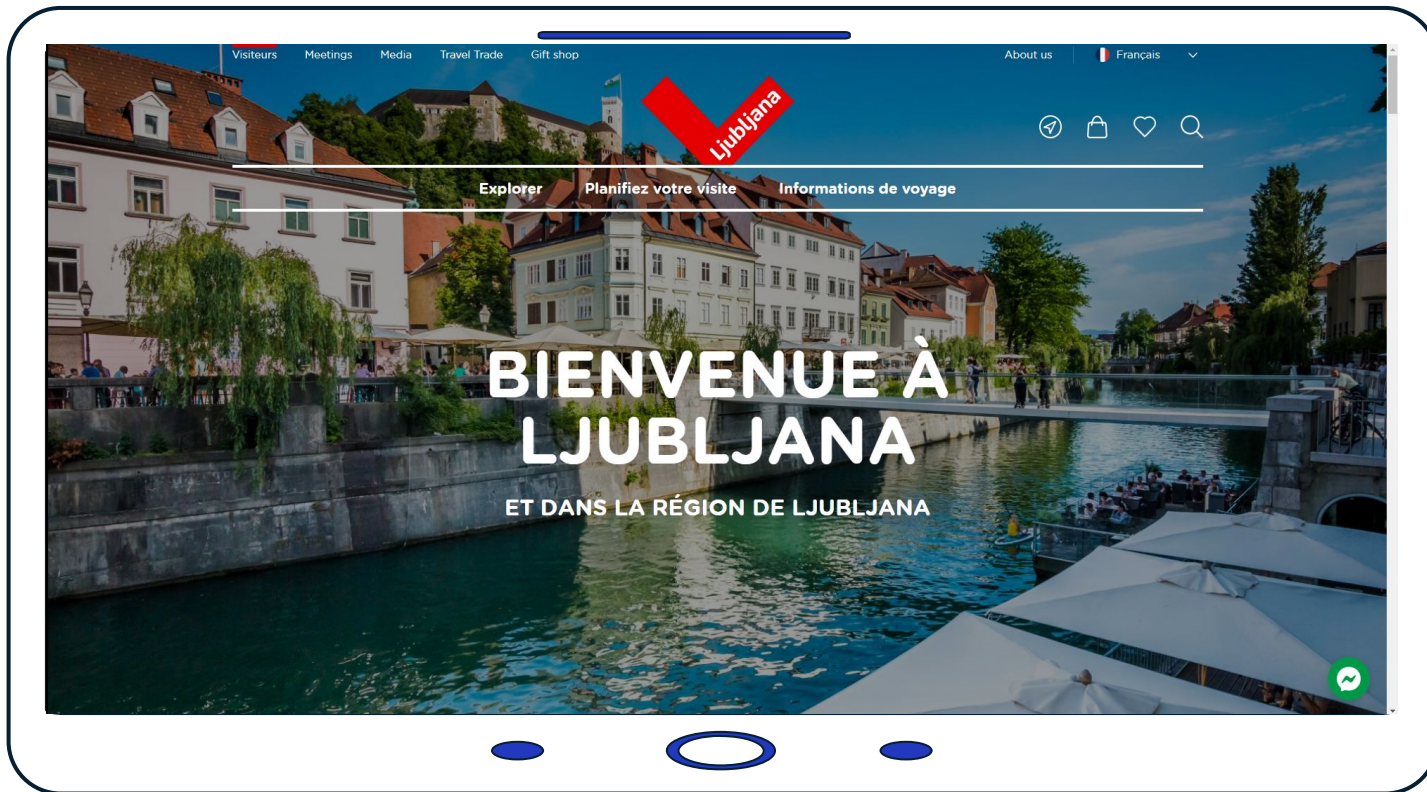 Visiteurs Meetings Media Travel Trade Gift shop About us Français
Ljubljana
Explorer Planifiez votre visite Informations de voyage
BIENVENUE À
LJUBLJANA
ET DANS LA RÉGION DE LJUBLJANA